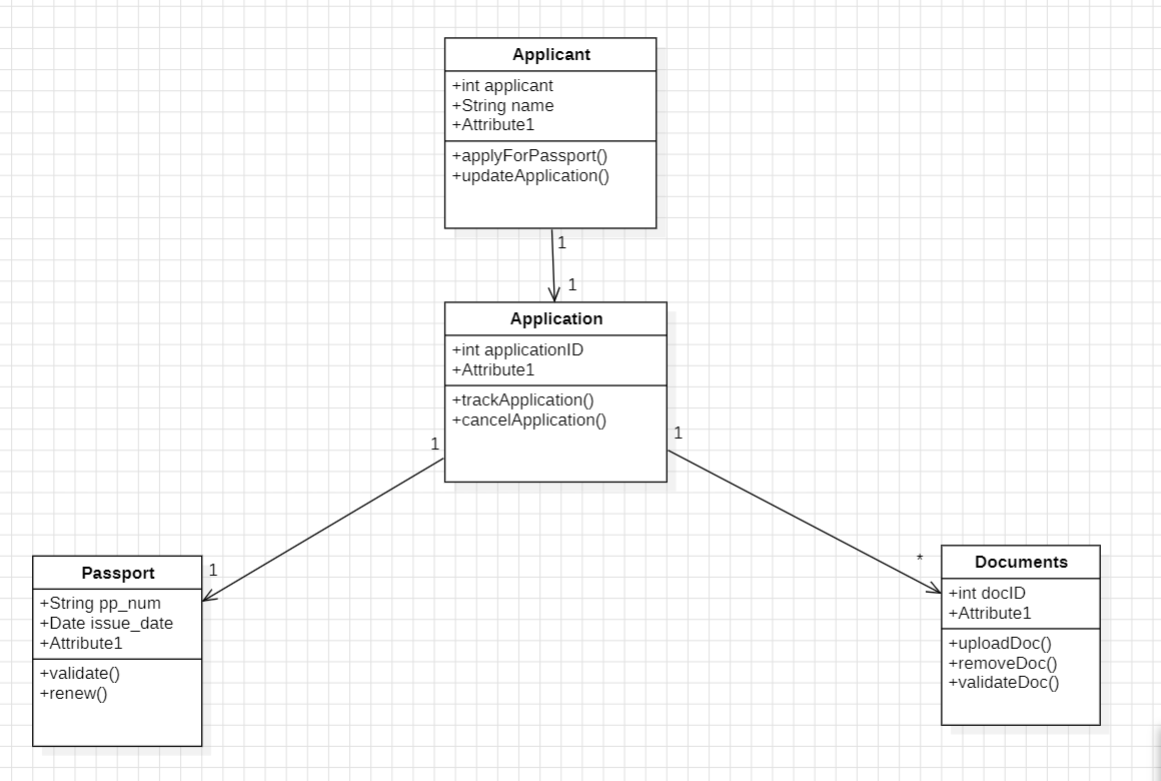 Applicant
+int applicant
+String name
+Attribute1
+applyForPassport()
+updateApplication()
1
1
Application
+int applicationID
+Attribute1
+trackApplication()
+cancelApplication()
1
1
Passport
+String pp_num
+Date issue_date
+Attribute1
+validate()
+renew()
1
*
Documents
+int docID
+Attribute1
+uploadDoc()
+removeDoc()
+validateDoc()